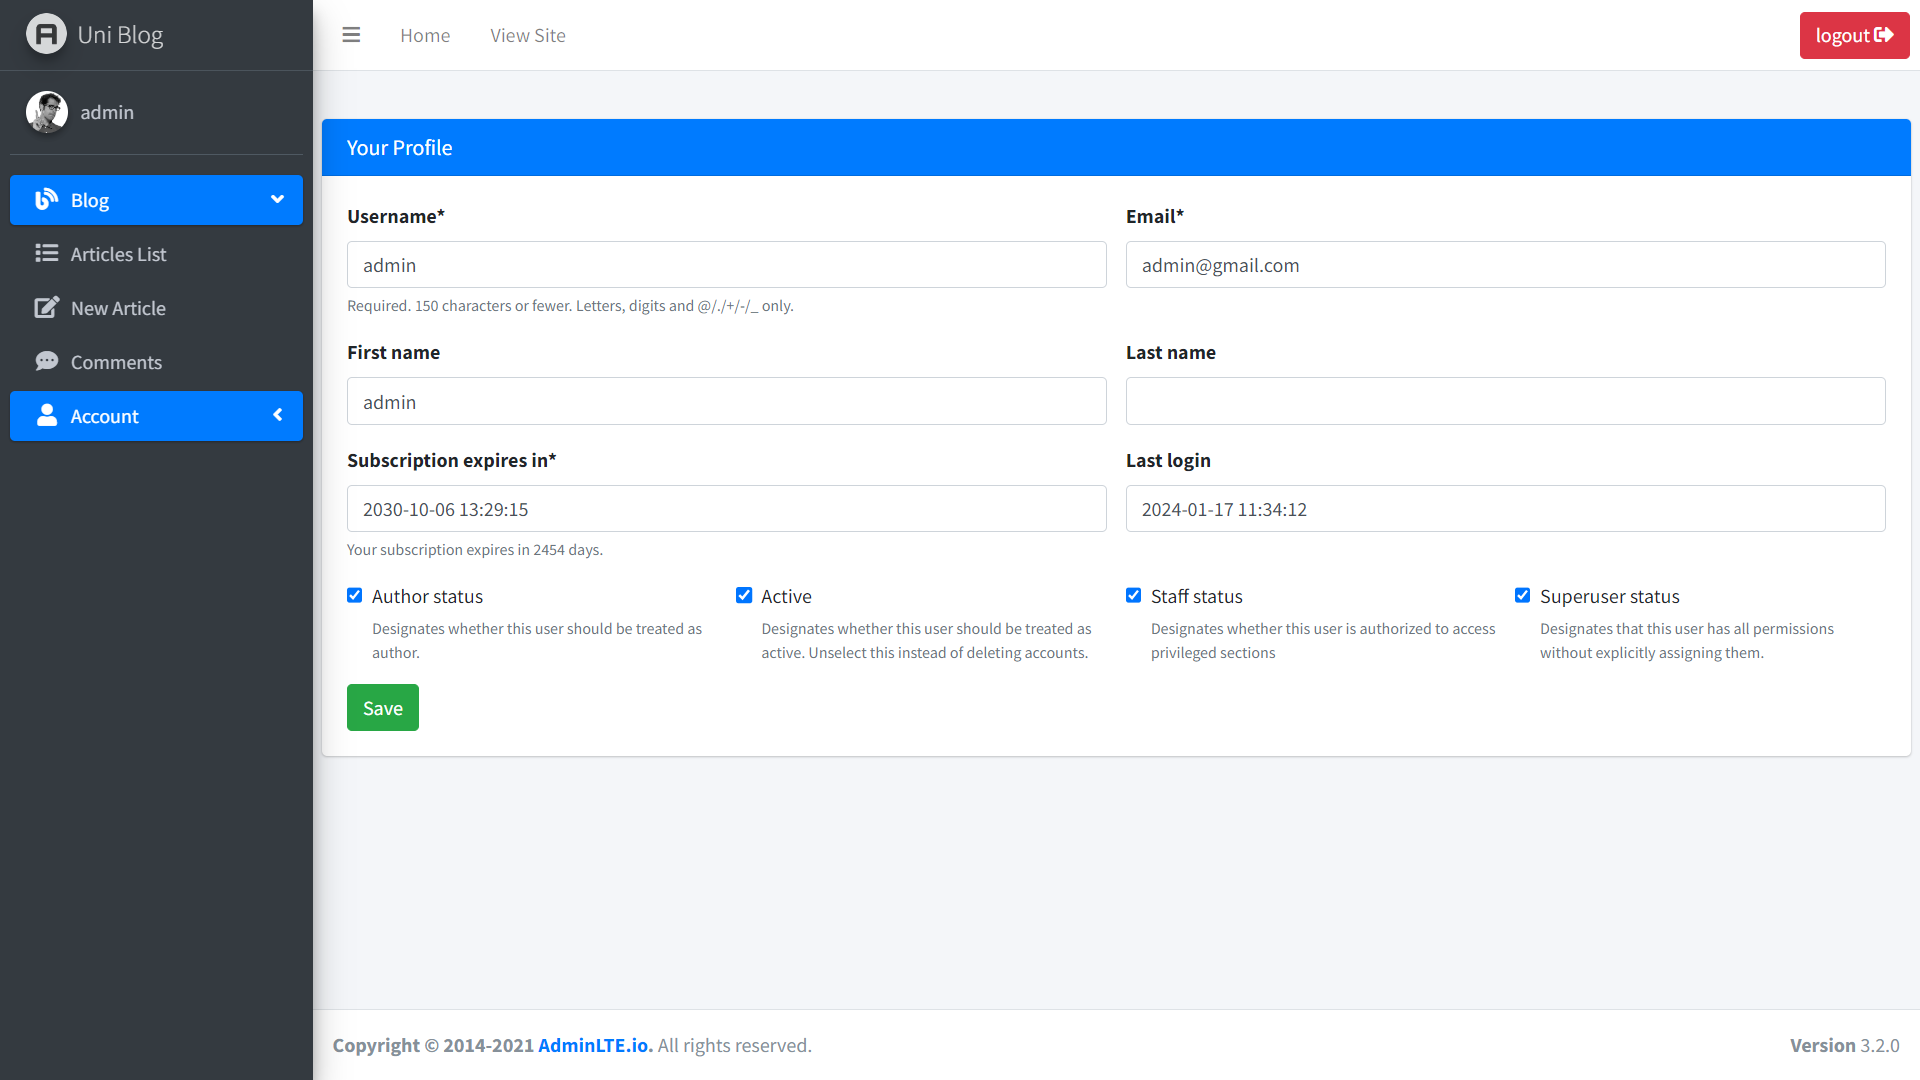 Uni Blog
Home
View Site
logout
admin
Blog
Articles List
New Article
Comments
Account
Your Profile
Username*
Email*
admin
admin@gmail.com
Required. 150 characters or fewer. Letters, digits and @/./+/-/_ only.
First name
Last name
admin
Subscription expires in*
Last login
2030-10-06 13:29:15
2024-01-17 11:34:12
Your subscription expires in 2454 days.
Author status
Designates whether this user should be treated as
author.
Active
Designates whether this user should be treated as
active. Unselect this instead of deleting accounts.
Staff status
Designates whether this user is authorized to access
privileged sections
Superuser status
Designates that this user has all permissions
without explicitly assigning them.
Save
Copyright © 2014-2021 AdminLTE.io. All rights reserved.
Version 3.2.0